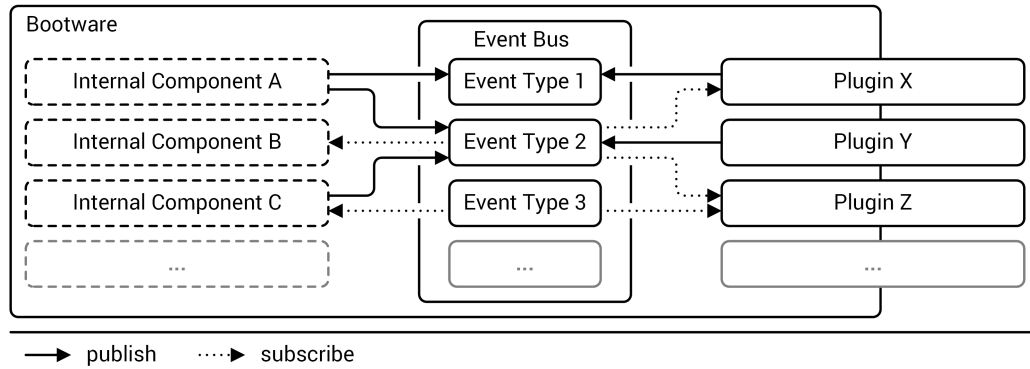 Bootware
Event Bus
Internal Component A
Event Type 1
Plugin X
Internal Component B
Event Type 2
Plugin Y
Internal Component C
Event Type 3
Plugin Z
...
...
...
publish
subscribe